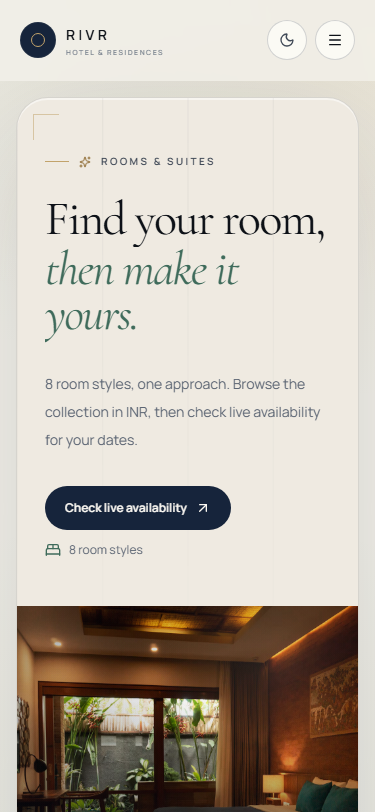 RIVR
HOTEL & RESIDENCES
ROOMS & SUITES
Find your room,
then make it
yours.
8 room styles, one approach. Browse the
collection in INR, then check live availability
for your dates.
Check live availability
8 room styles